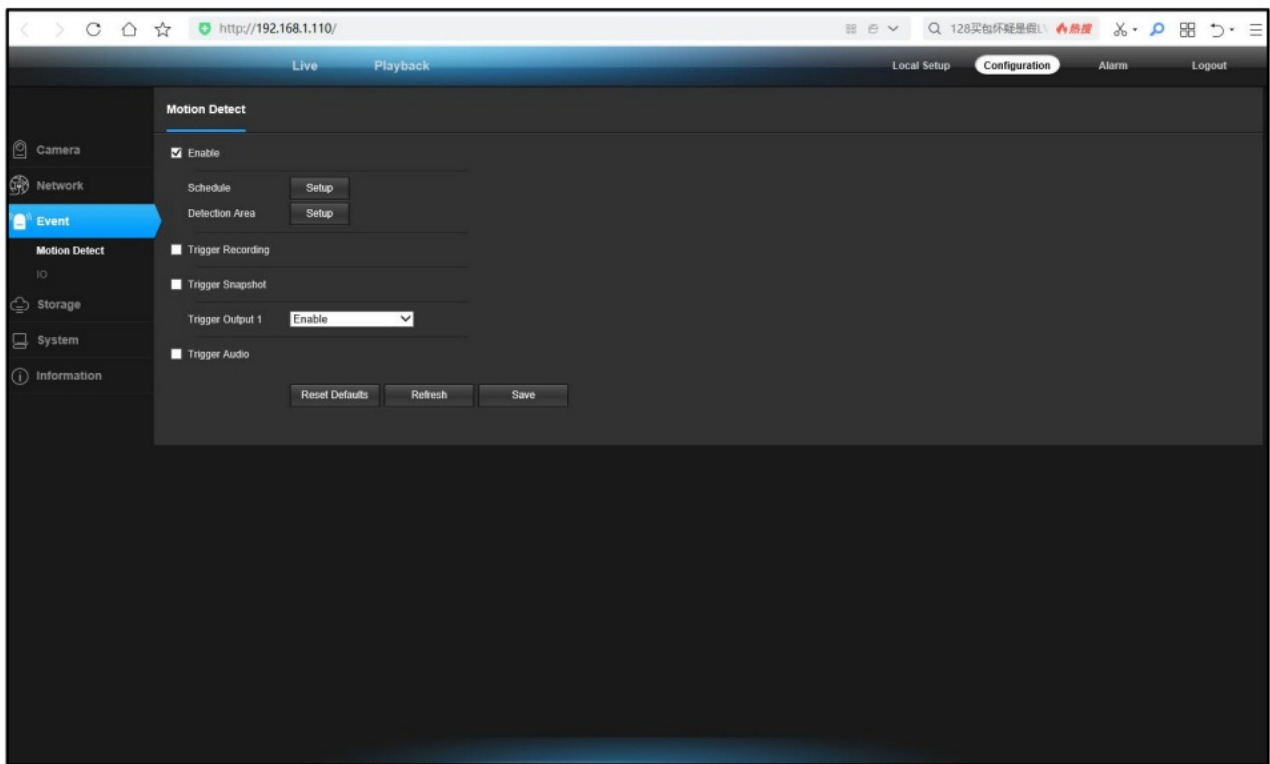 http://192.168.1.110/ 128买包怀疑是假LV 热搜
Live Playback Local Setup Configuration Alarm Logout
Motion Detect
Camera
Network
Event
Motion Detect
IO
Storage
System
Information
Enable
Schedule Setup
Detection Area Setup
Trigger Recording
Trigger Snapshot
Trigger Output 1 Enable
Trigger Audio
Reset Defaults Refresh Save